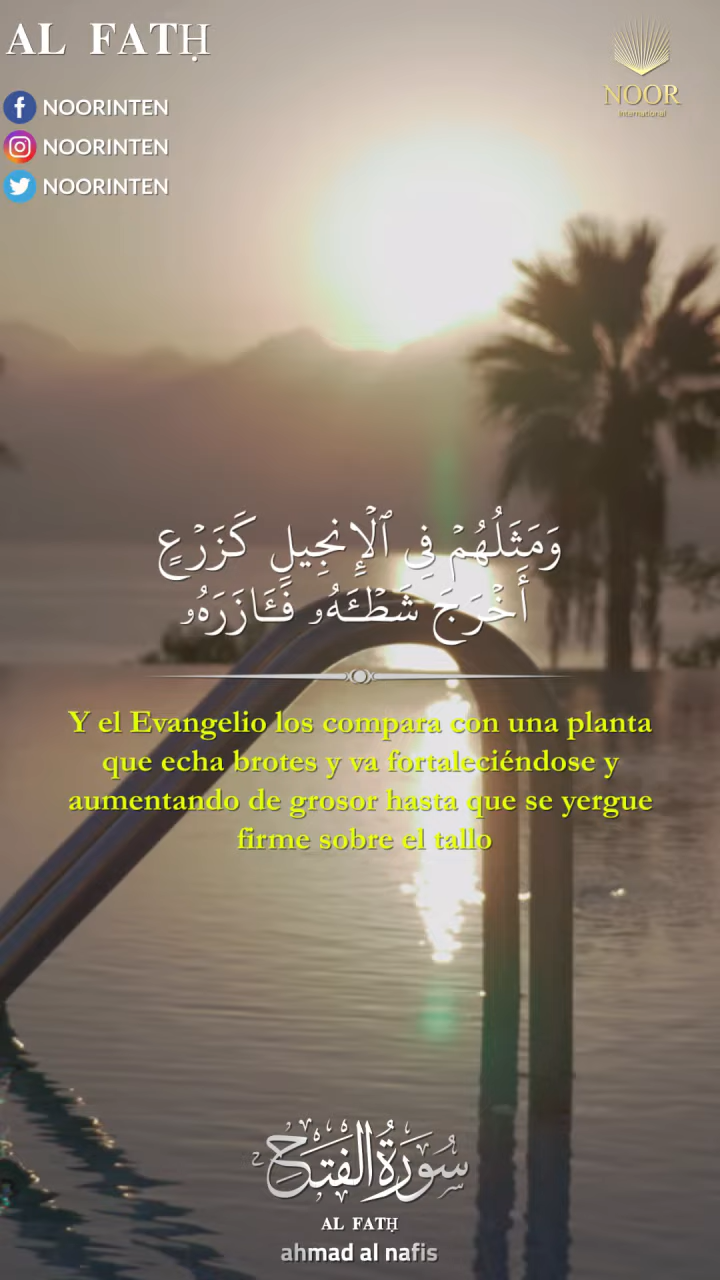 AL FATḤ
NOOR
International
NOORINTEN
NOORINTEN
NOORINTEN
وَمَثَلُهُمۡ فِي ٱلۡإِنجِيلِ كَزَرۡعٍ
أَخۡرَجَ شَطۡـَٔهُۥ فَـَٔازَرَهُۥ
Y el Evangelio los compara con una planta
que echa brotes y va fortaleciéndose y
aumentando de grosor hasta que se yergue
firme sobre el tallo
سُورَةُ الفَتْحِ
AL FATḤ
ahmad al nafis